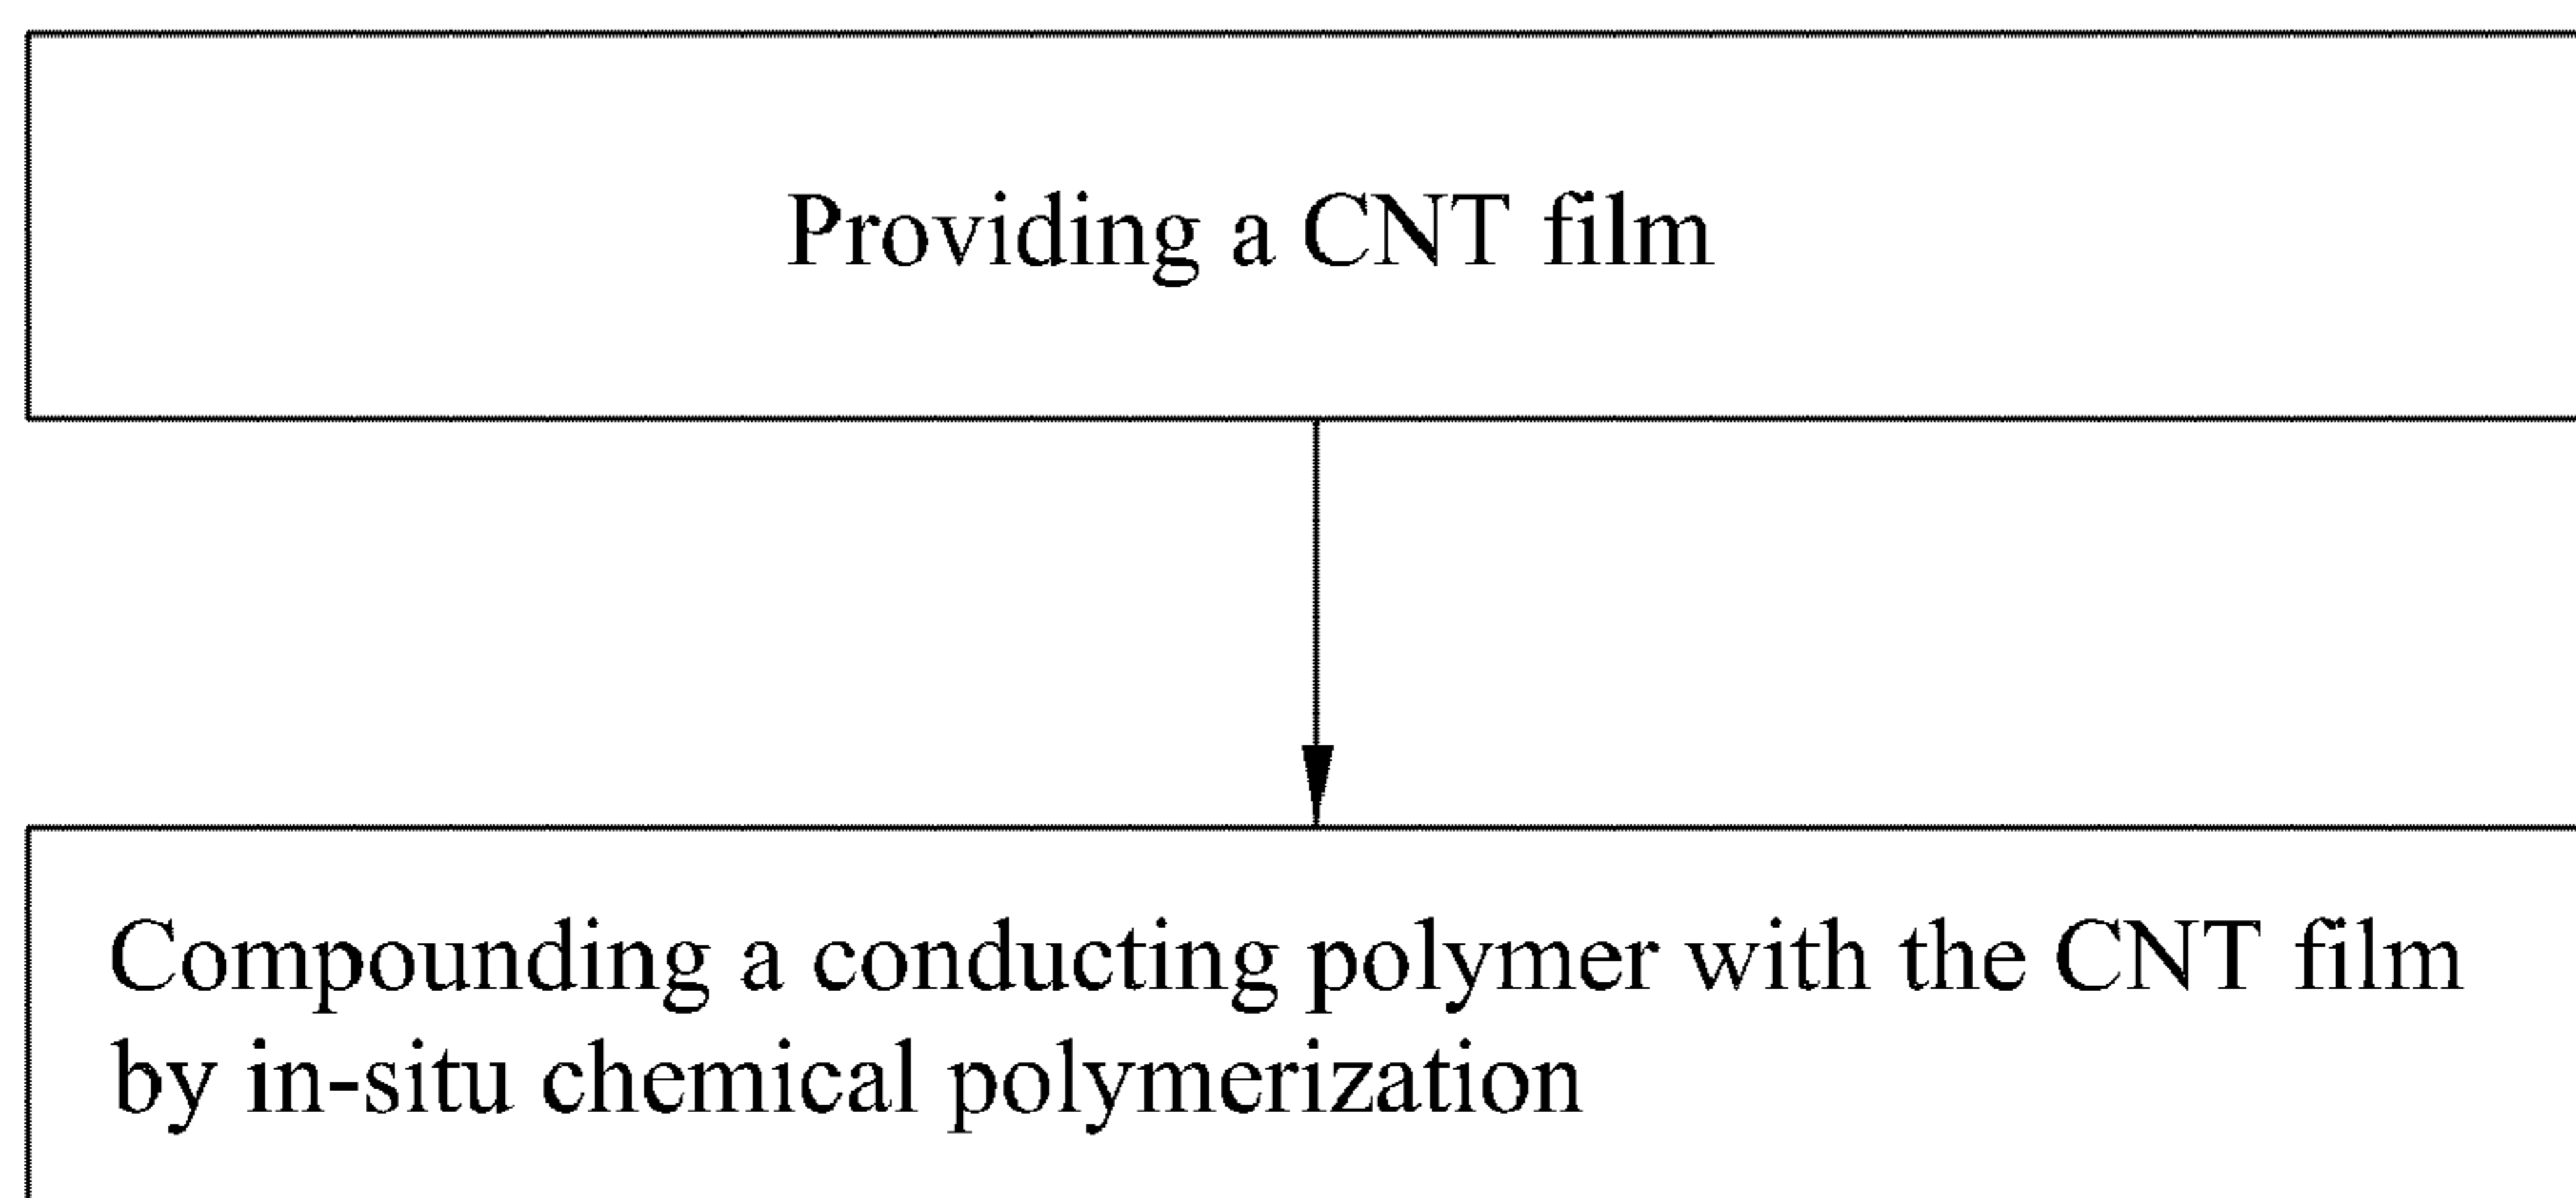 Providing a CNT film
Compounding a conducting polymer with the CNT film
by in-situ chemical polymerization